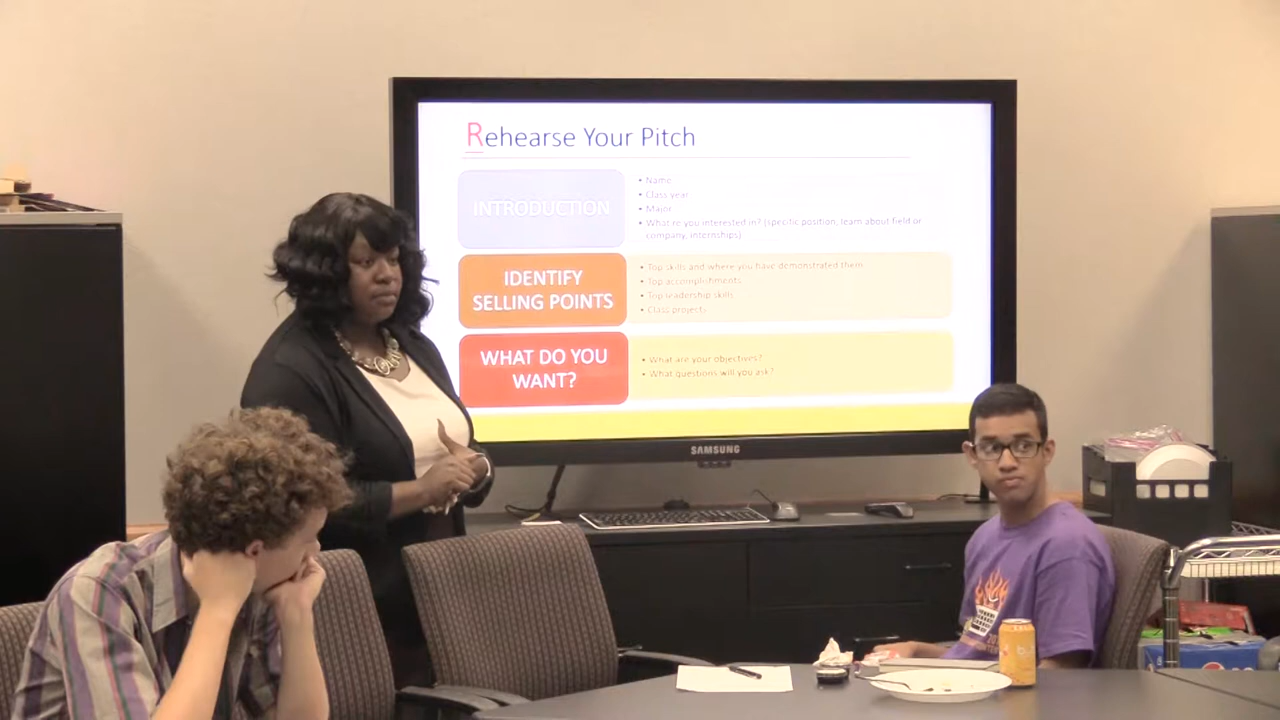 Rehearse Your Pitch
INTRODUCTION
• Name
• Class year
• Major
• What re you interested in? (specific position, learn about field or
company, internships)
IDENTIFY
SELLING POINTS
• Top skills and where you have demonstrated them
• Top accomplishments
• Top leadership skills
• Class projects
WHAT DO YOU
WANT?
• What are your objectives?
• What questions will you ask?
SAMSUNG